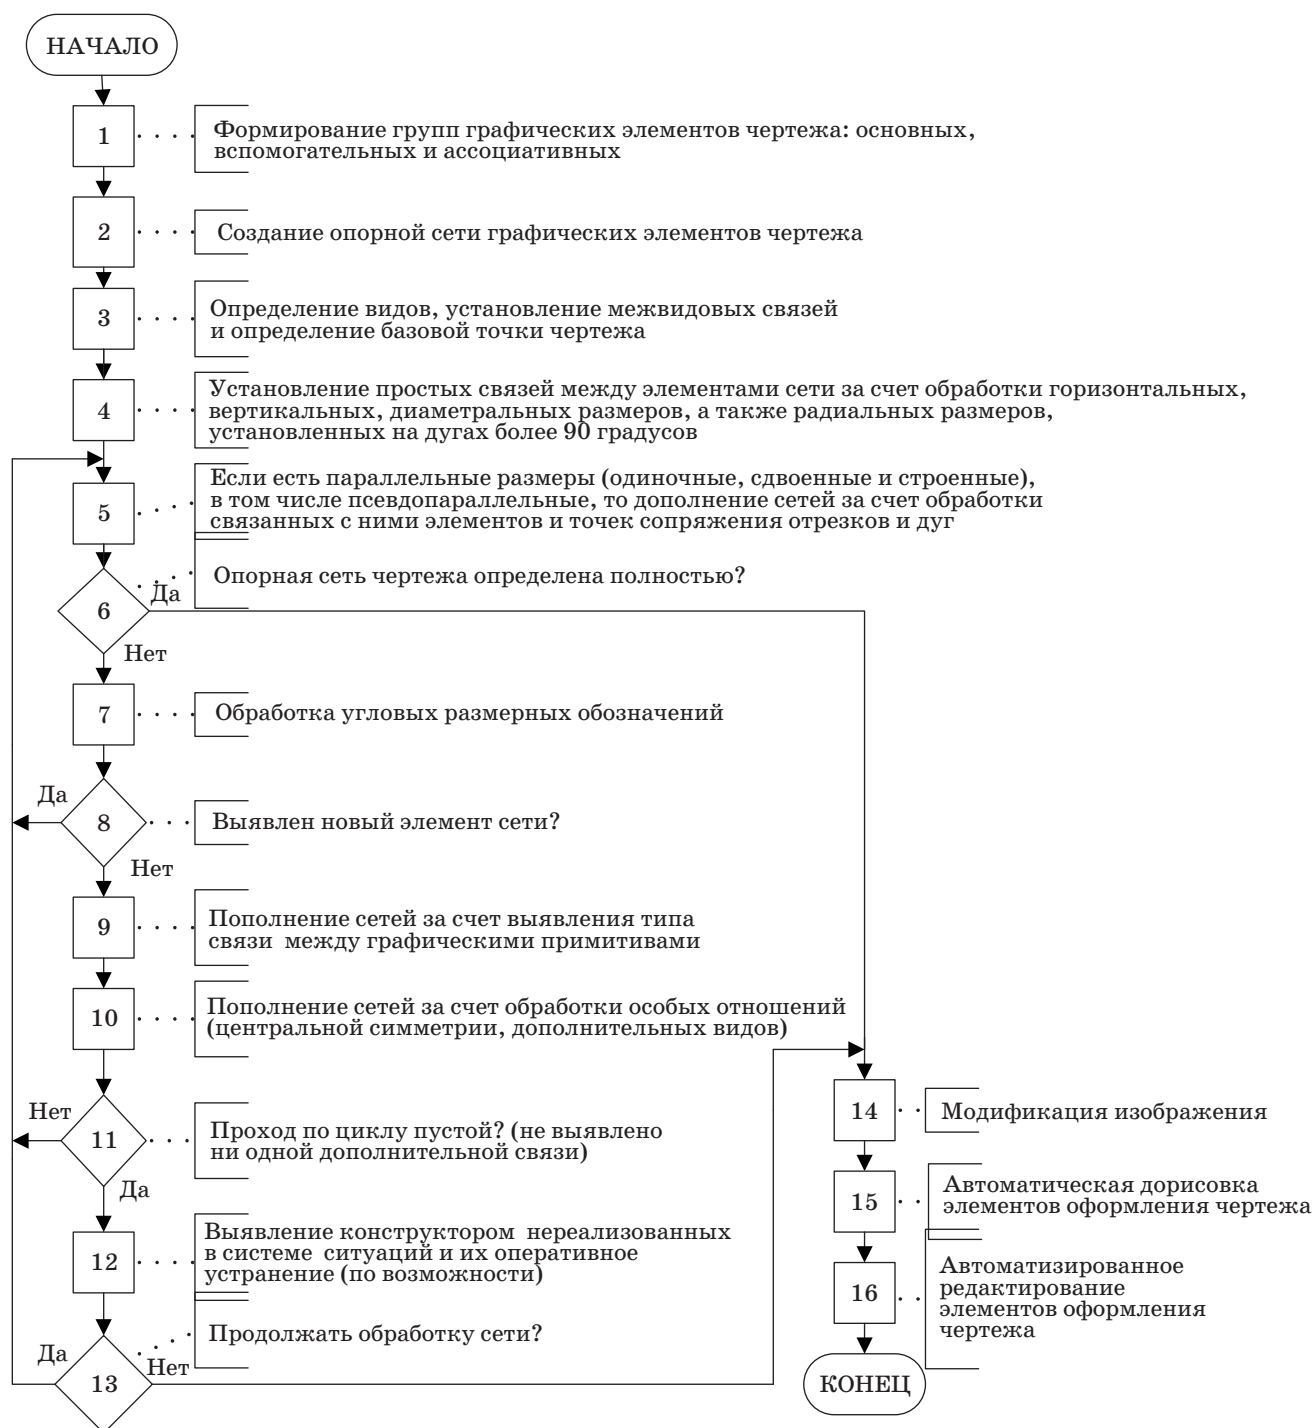 НАЧАЛО
1
Формирование групп графических элементов чертежа: основных,
вспомогательных и ассоциативных
2
Создание опорной сети графических элементов чертежа
3
Определение видов, установление межвидовых связей
и определение базовой точки чертежа
4
Установление простых связей между элементами сети за счет обработки горизонтальных,
вертикальных, диаметральных размеров, а также радиальных размеров,
установленных на дугах более 90 градусов
5
Если есть параллельные размеры (одиночные, сдвоенные и строенные),
в том числе псевдопараллельные, то дополнение сетей за счет обработки
связанных с ними элементов и точек сопряжения отрезков и дуг
6
Опорная сеть чертежа определена полностью?
Да
Нет
7
Обработка угловых размерных обозначений
Да
8
Выявлен новый элемент сети?
Нет
9
Пополнение сетей за счет выявления типа
связи между графическими примитивами
10
Пополнение сетей за счет обработки особых отношений
(центральной симметрии, дополнительных видов)
Нет
11
Проход по циклу пустой? (не выявлено
ни одной дополнительной связи)
Да
12
Выявление конструктором нереализованных
в системе ситуаций и их оперативное
устранение (по возможности)
Продолжать обработку сети?
Да
13
Нет
14
Модификация изображения
15
Автоматическая дорисовка
элементов оформления чертежа
16
Автоматизированное
редактирование
элементов оформления
чертежа
КОНЕЦ